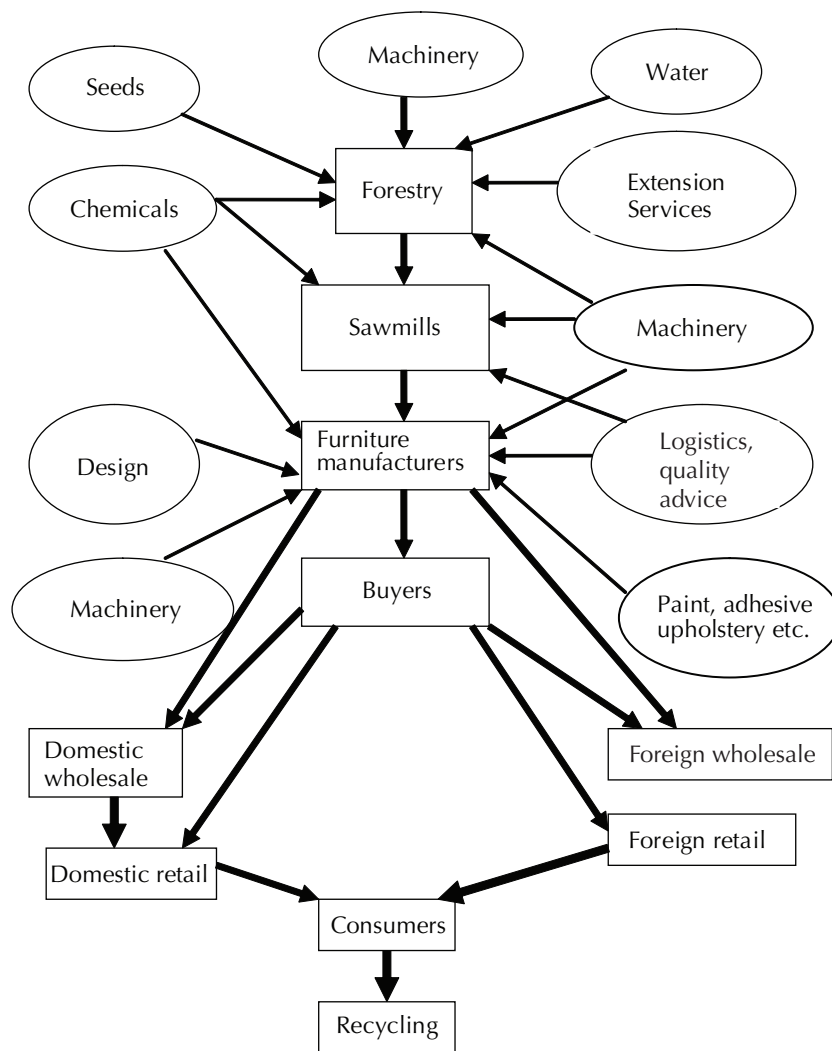 Machinery
Water
Seeds
Forestry
Extension
Services
Chemicals
Sawmills
Machinery
Furniture
manufacturers
Logistics,
quality
advice
Design
Buyers
Machinery
Paint, adhesive
upholstery etc.
Domestic
wholesale
Foreign wholesale
Foreign retail
Domestic retail
Consumers
Recycling